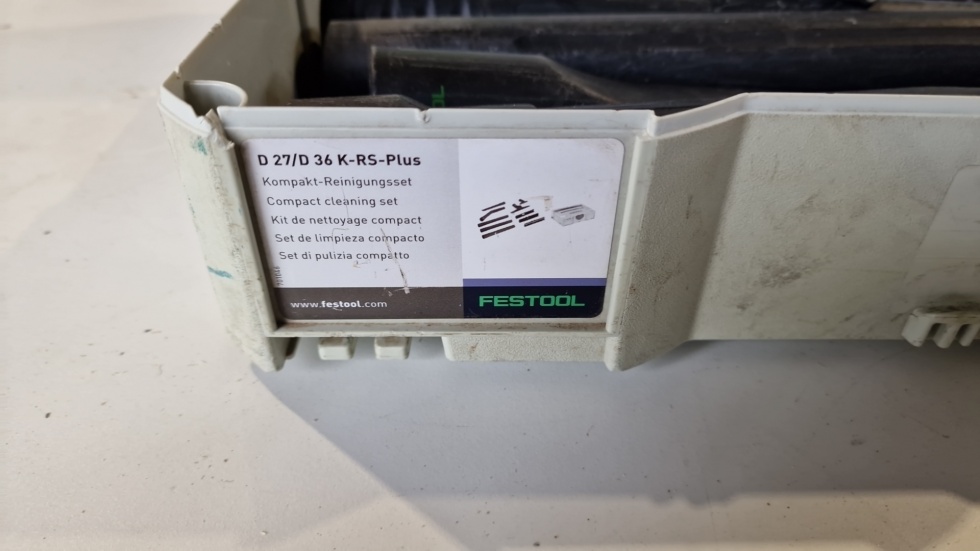 OL
D 27/D 36 K-RS-Plus
Kompakt-Reinigungsset
Compact cleaning set
Kit de nettoyage compact
Set de limpieza compacto
Set di pulizia compatto
www.festool.com
FESTOOL